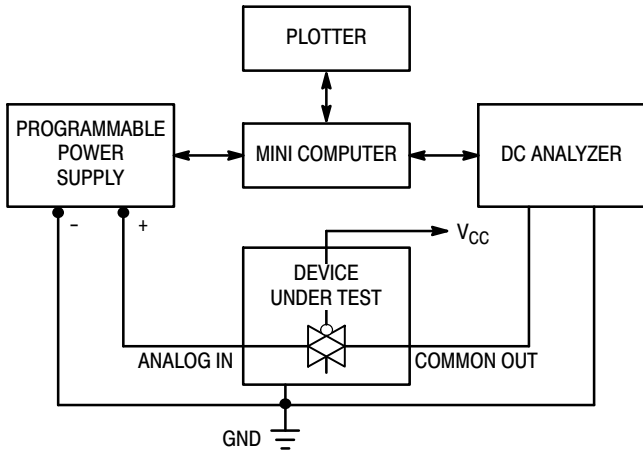 PLOTTER
PROGRAMMABLE
POWER
SUPPLY
MINI COMPUTER
DC ANALYZER
– +
VCC
DEVICE
UNDER TEST
ANALOG IN
COMMON OUT
GND